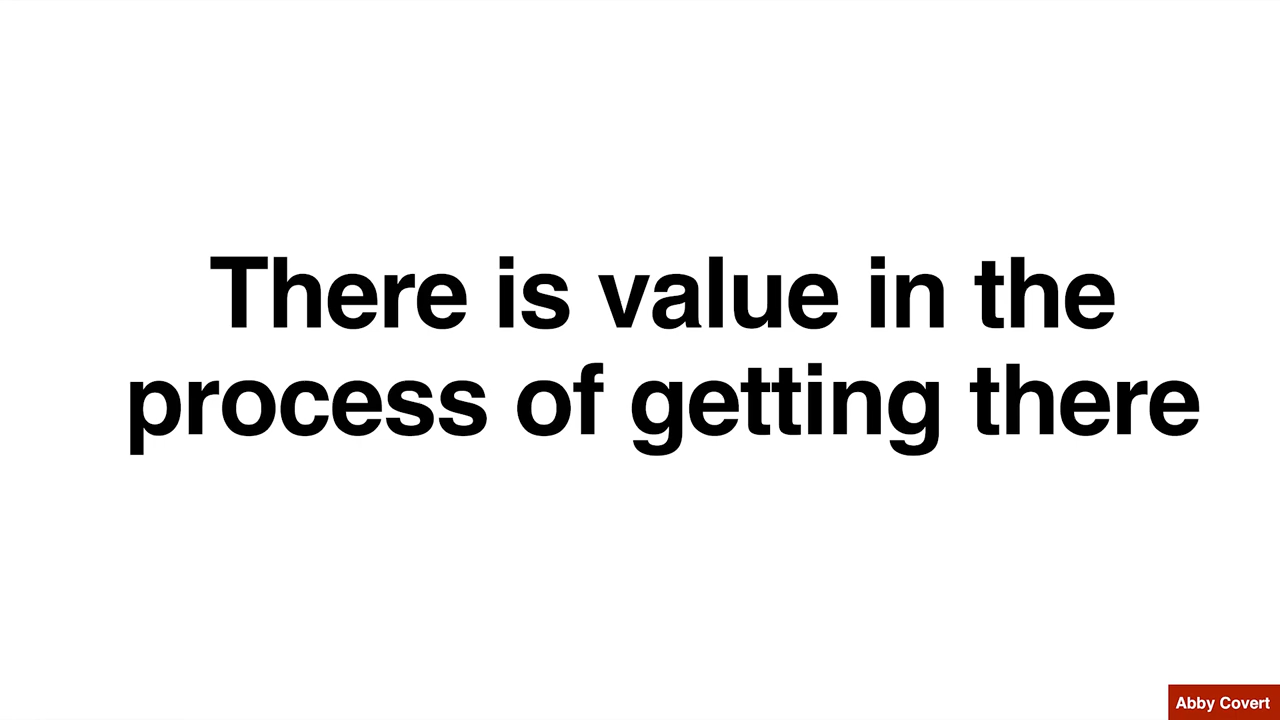 There is value in the
process of getting there
Abby Covert